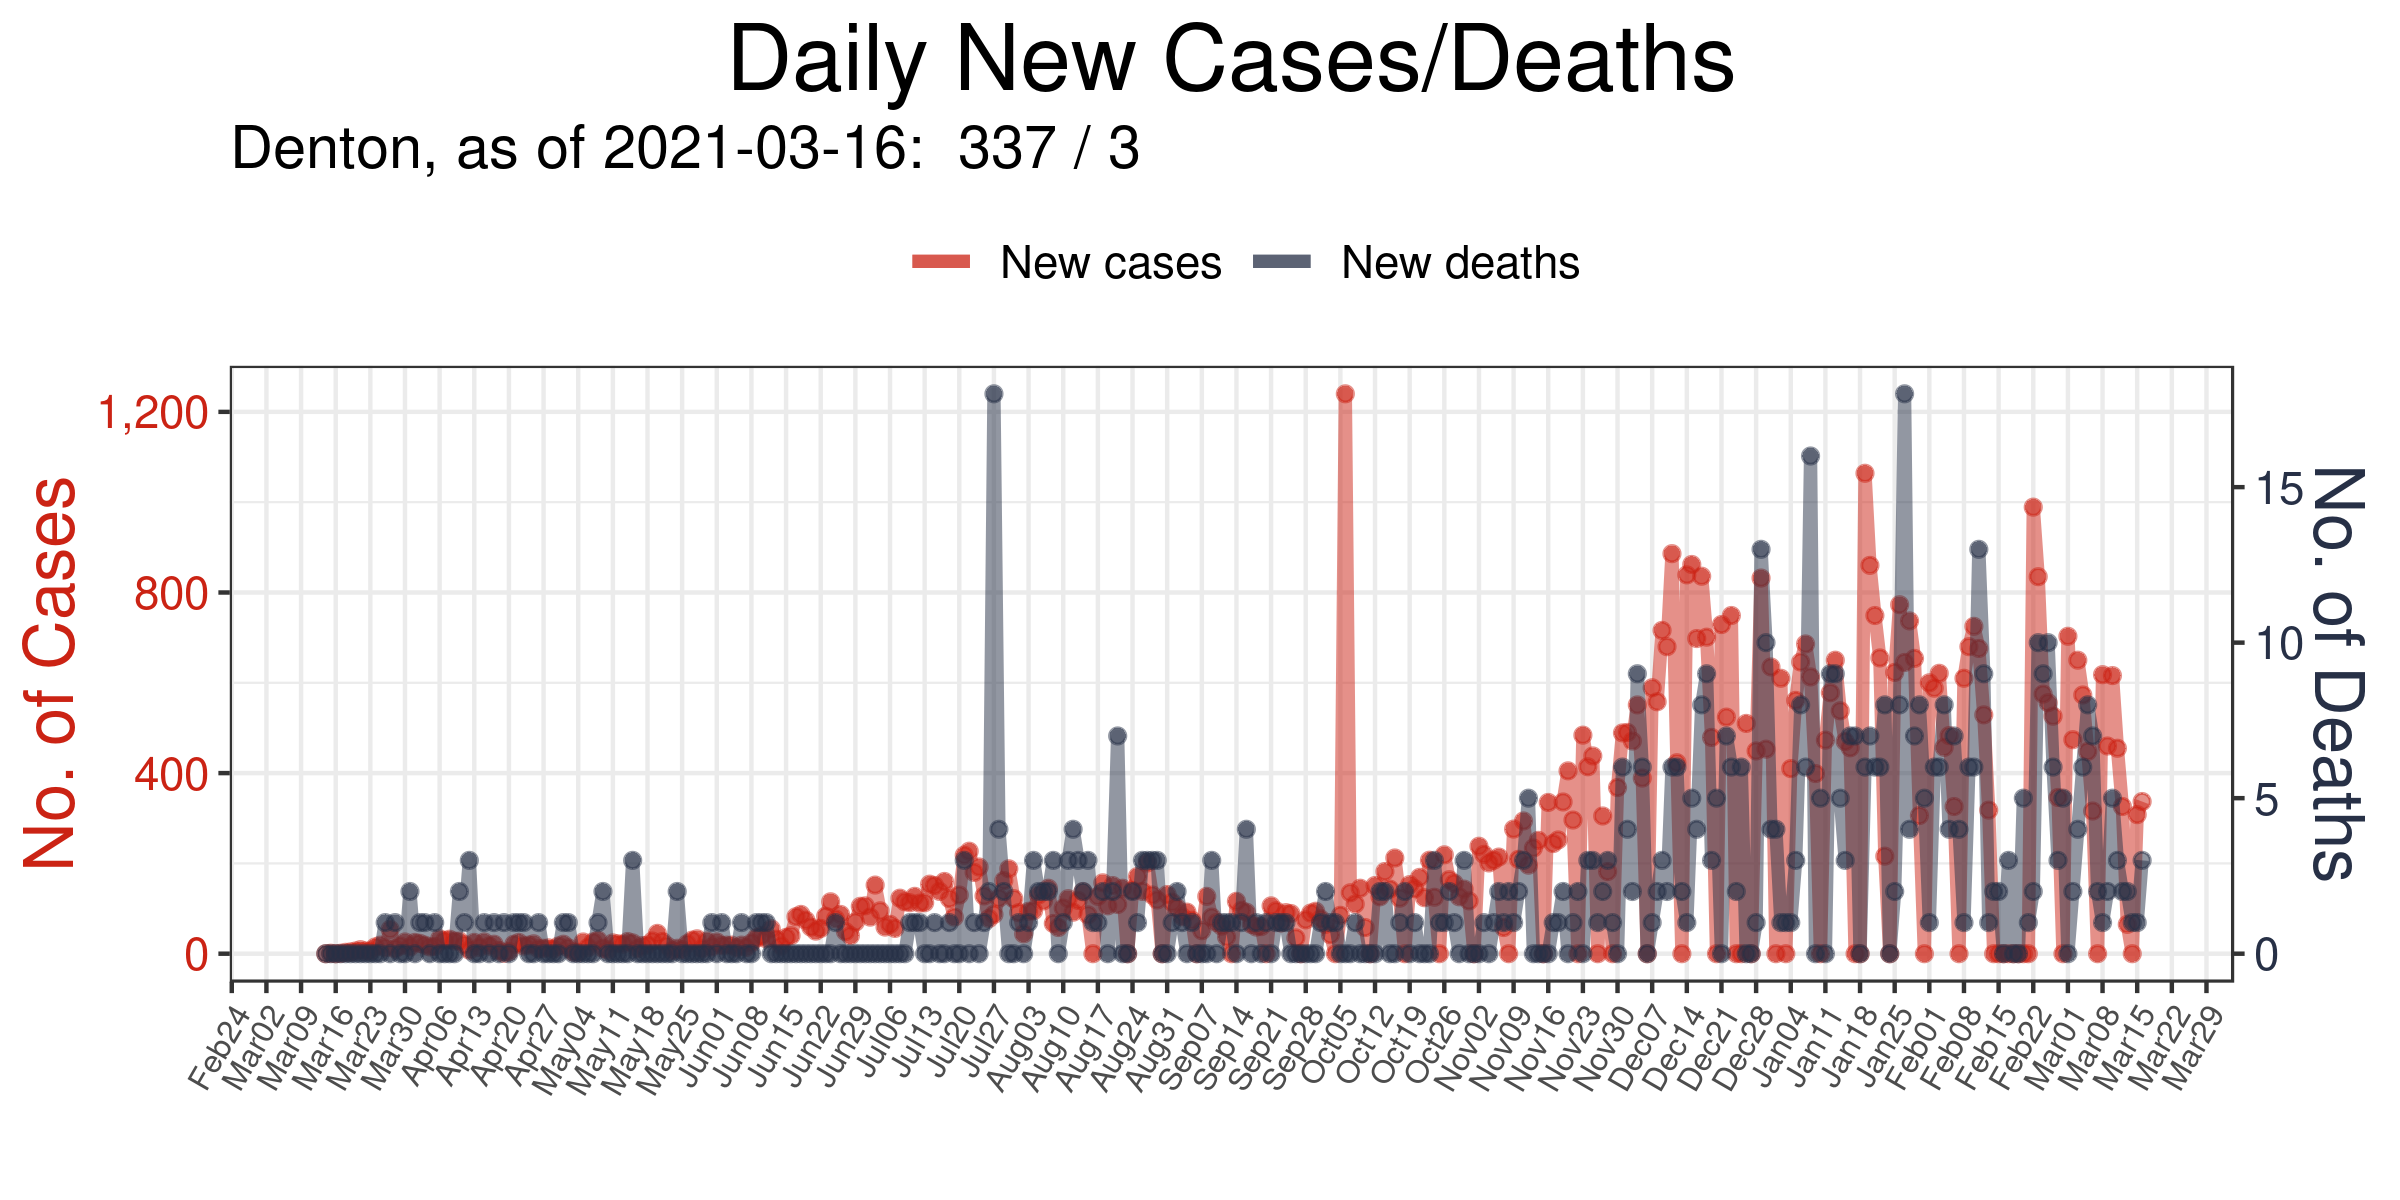 Daily New Cases/Deaths
Denton, as of 2021-03-16:  337 / 3
New cases
New deaths
No. of Cases
1,200
800
400
0
15
10
5
0
No. of Deaths
Feb24
Mar02
Mar09
Mar16
Mar23
Mar30
Apr06
Apr13
Apr20
Apr27
May04
May11
May18
May25
Jun01
Jun08
Jun15
Jun22
Jun29
Jul06
Jul13
Jul20
Jul27
Aug03
Aug10
Aug17
Aug24
Aug31
Sep07
Sep14
Sep21
Sep28
Oct05
Oct12
Oct19
Oct26
Nov02
Nov09
Nov16
Nov23
Nov30
Dec07
Dec14
Dec21
Dec28
Jan04
Jan11
Jan18
Jan25
Feb01
Feb08
Feb15
Feb22
Mar01
Mar08
Mar15
Mar22
Mar29